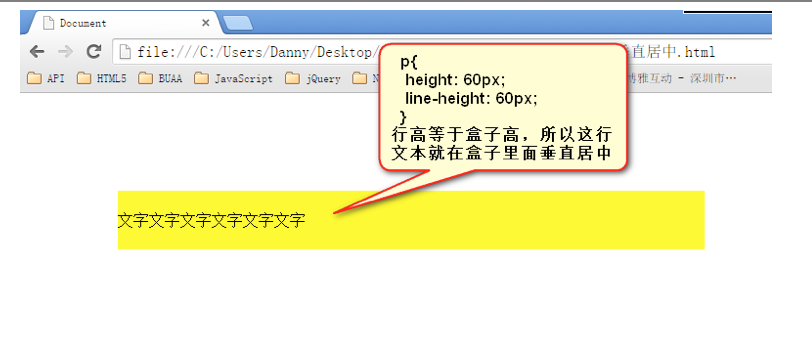 Document
file:///C:/Users/Danny/Desktop/
直居中.html
API
HTML5
BUAA
JavaScript
jQuery
N
雅互动 - 深圳市…
p{
height: 60px;
line-height: 60px;
}
行高等于盒子高，所以这行
文本就在盒子里面垂直居中
文字文字文字文字文字文字